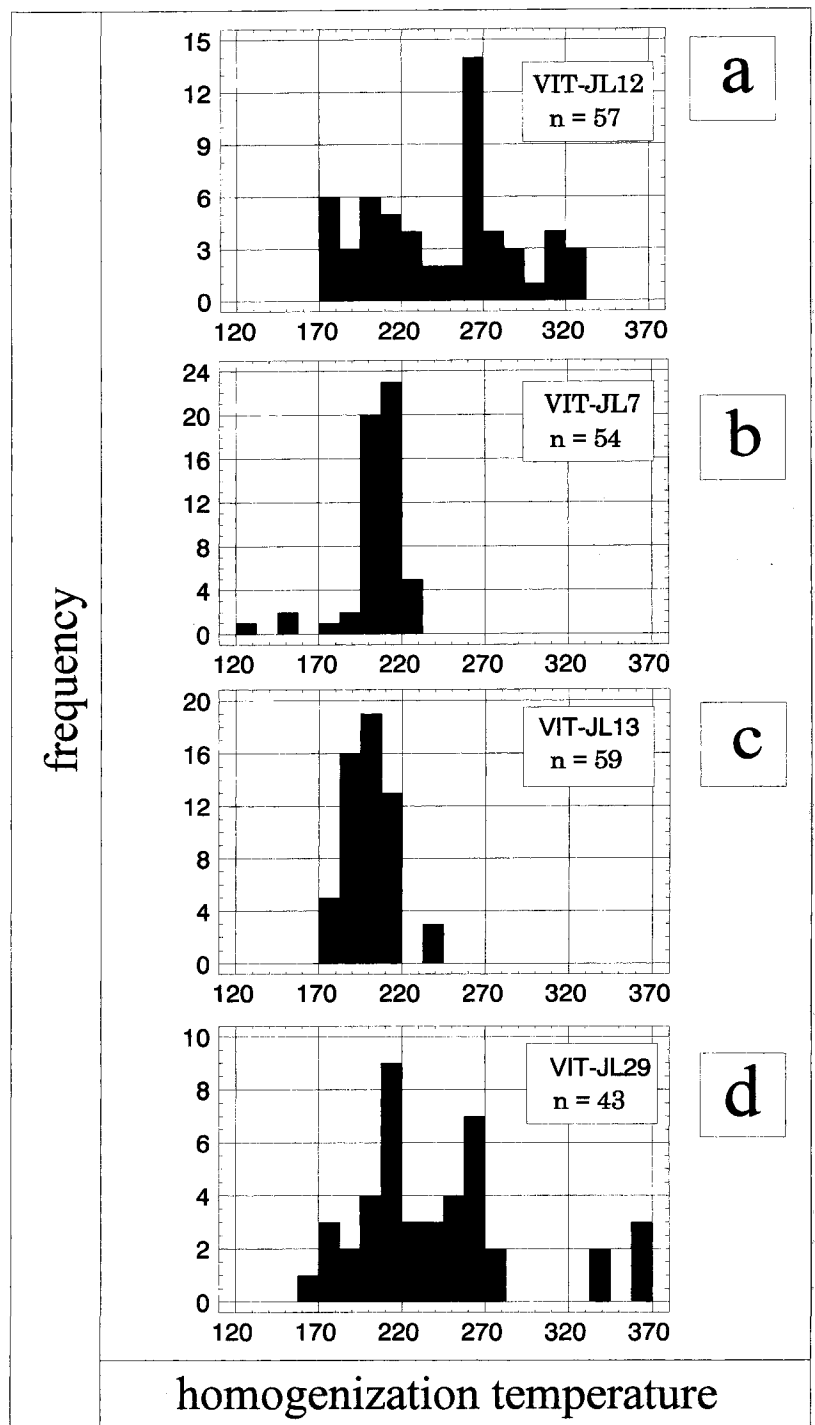 15
12
9
6
3
0
120 170 220 270 320 370
VIT-JL12
n = 57
a
24
20
16
12
8
4
0
120 170 220 270 320 370
VIT-JL7
n = 54
b
20
16
12
8
4
0
120 170 220 270 320 370
VIT-JL13
n = 59
c
10
8
6
4
2
0
120 170 220 270 320 370
VIT-JL29
n = 43
d
frequency
homogenization temperature